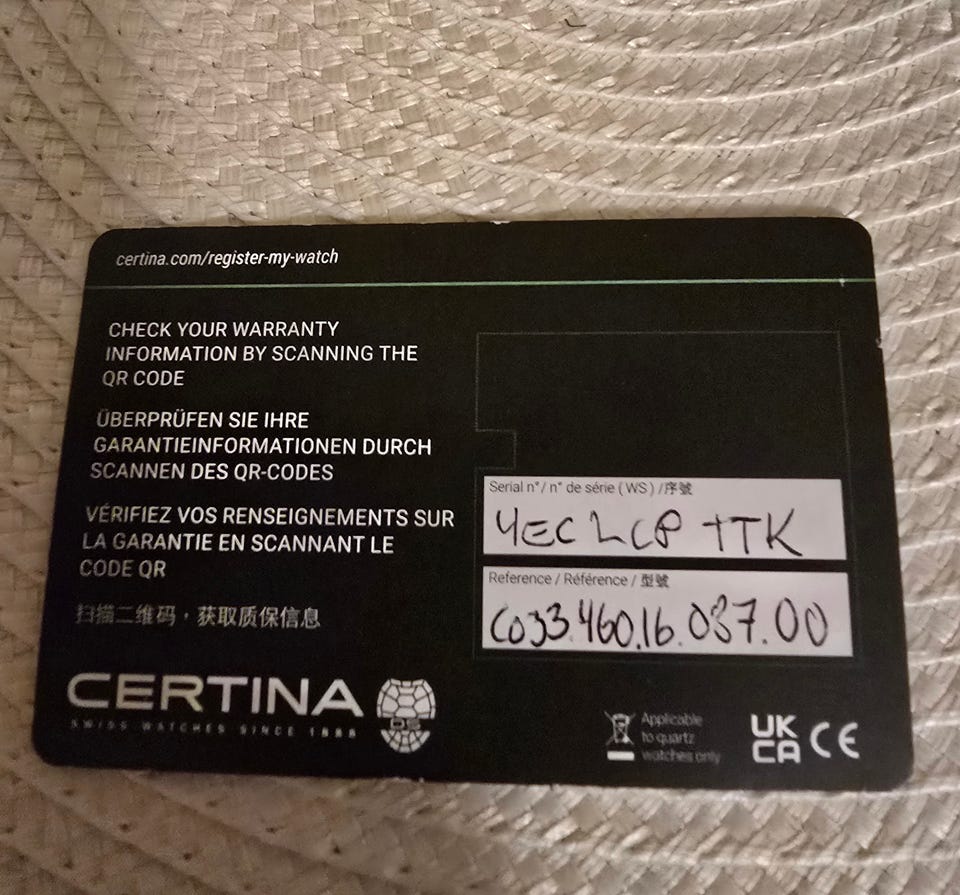 certina.com/register-my-watch
CHECK YOUR WARRANTY
INFORMATION BY SCANNING THE
QR CODE
ÜBERPRÜFEN SIE IHRE
GARANTIEINFORMATIONEN DURCH
SCANNEN DES QR-CODES
VÉRIFIEZ VOS RENSEIGNEMENTS SUR
LA GARANTIE EN SCANNANT LE
CODE QR
扫描二维码，获取质保信息
Serial n°/ n° de série (WS) /序號
Reference / Référence / 型號
C033.460.16.037.00
CERTINA
SWISS WATCHES SINCE 1888
DS
Applicable
to quartz
watches only
UK
CA CE